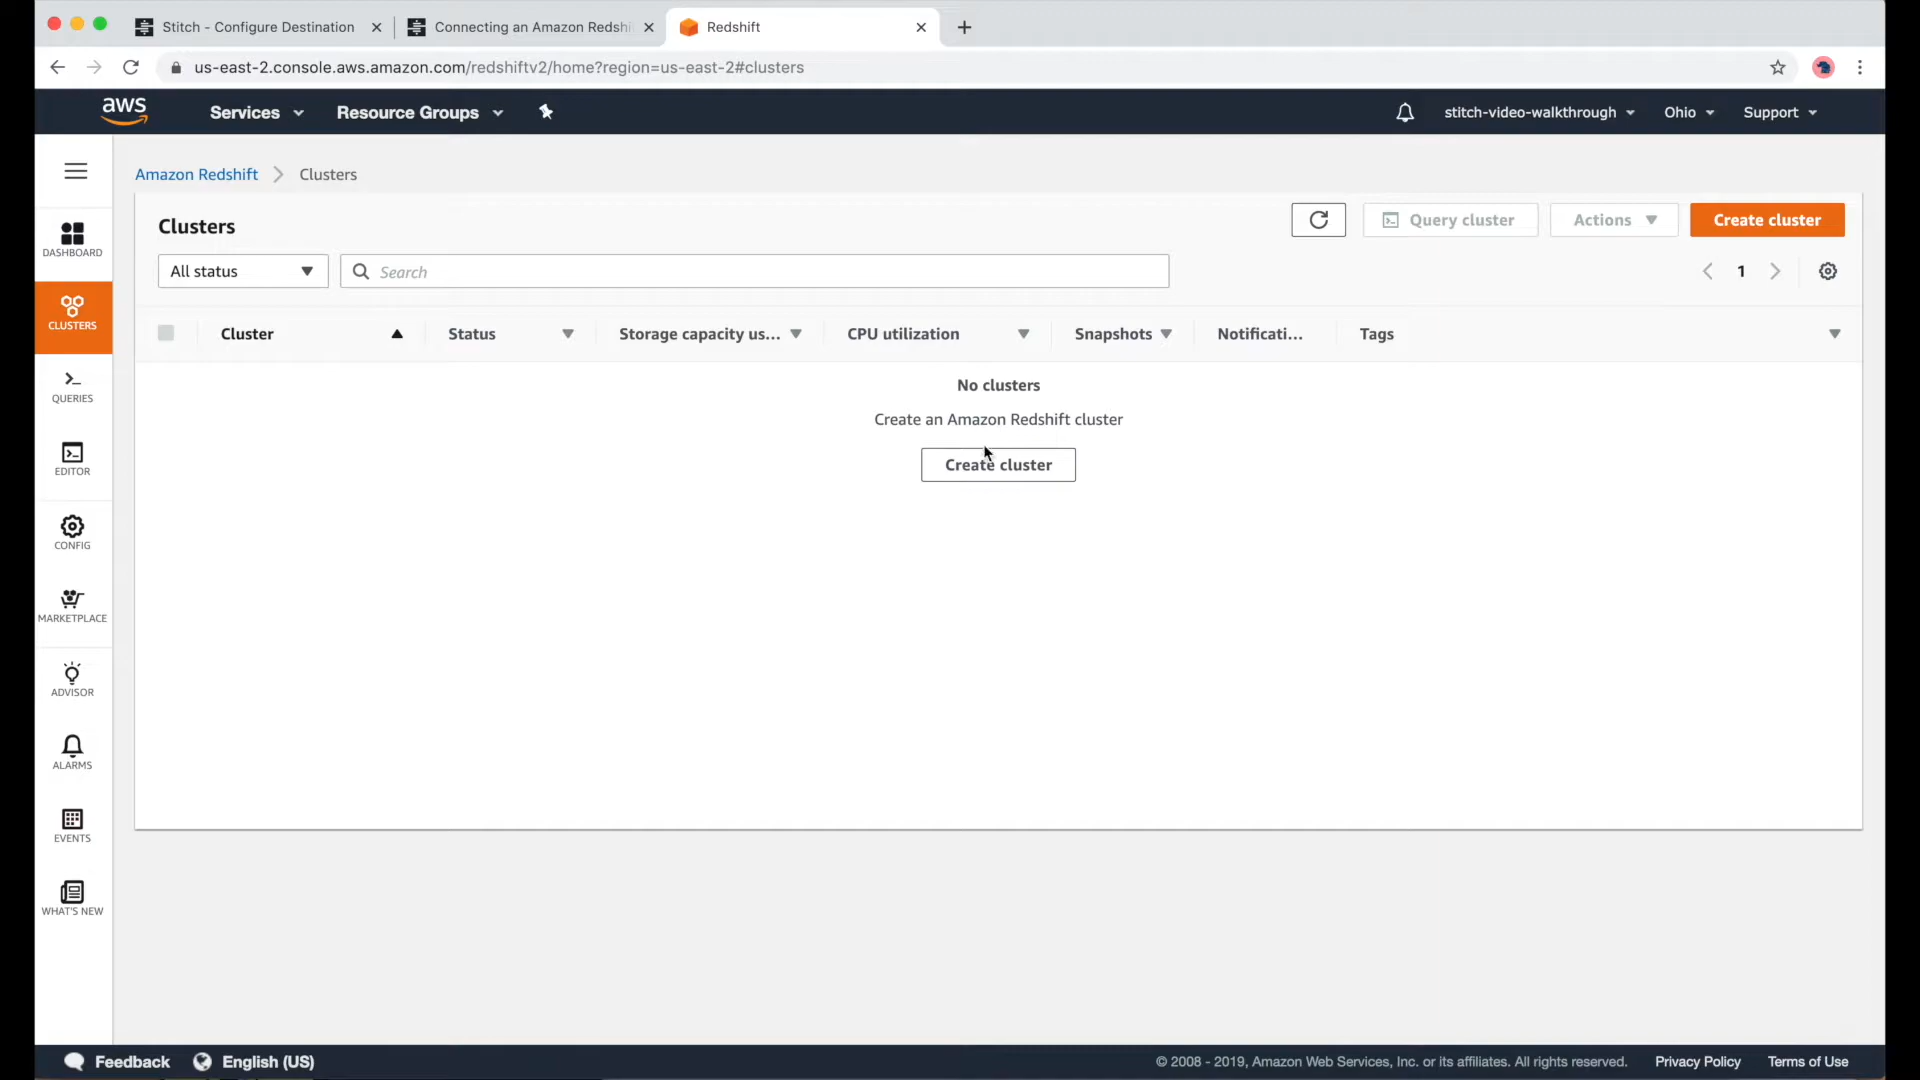 Stitch - Configure Destination
Connecting an Amazon Redshi
Redshift
us-east-2.console.aws.amazon.com/redshiftv2/home?region=us-east-2#clusters
aws
Services
Resource Groups
stitch-video-walkthrough
Ohio
Support
Amazon Redshift
Clusters
DASHBOARD
CLUSTERS
QUERIES
EDITOR
CONFIG
MARKETPLACE
ADVISOR
ALARMS
EVENTS
WHAT'S NEW
Clusters
Query cluster
Actions
Create cluster
All status
Search
1
Cluster
Status
Storage capacity us...
CPU utilization
Snapshots
Notificati...
Tags
No clusters
Create an Amazon Redshift cluster
Create cluster
Feedback
English (US)
© 2008 - 2019, Amazon Web Services, Inc. or its affiliates. All rights reserved.
Privacy Policy
Terms of Use